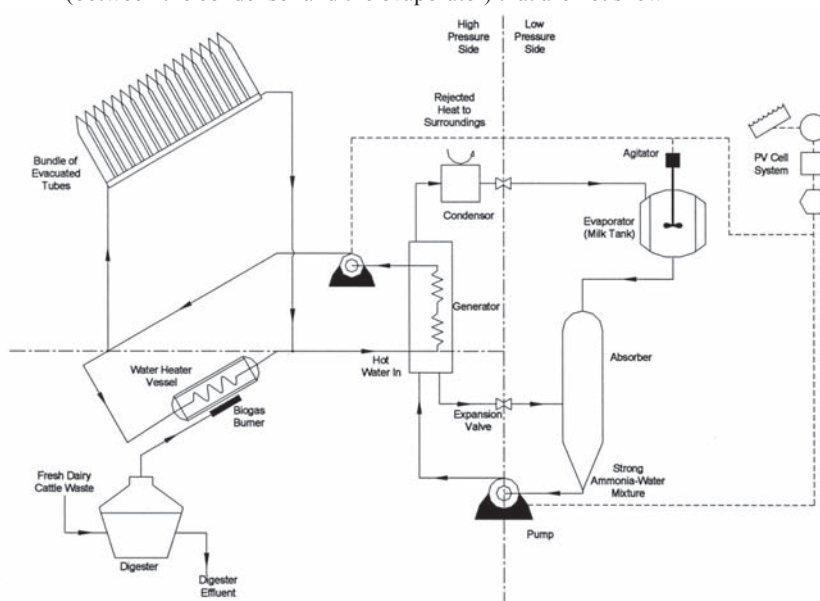 High
Pressure
Side
Low
Pressure
Side
Rejected
Heat to
Surroundings
Bundle of
Evacuated
Tubes
Condensor
Agitator
PV Cell
System
Evaporator
(Milk Tank)
Generator
Absorber
Hot
Water In
Water Heater
Vessel
Biogas
Burner
Expansion
Valve
Fresh Dairy
Cattle Waste
Strong
Ammonia-Water
Mixture
Pump
Digester
Digester
Effluent